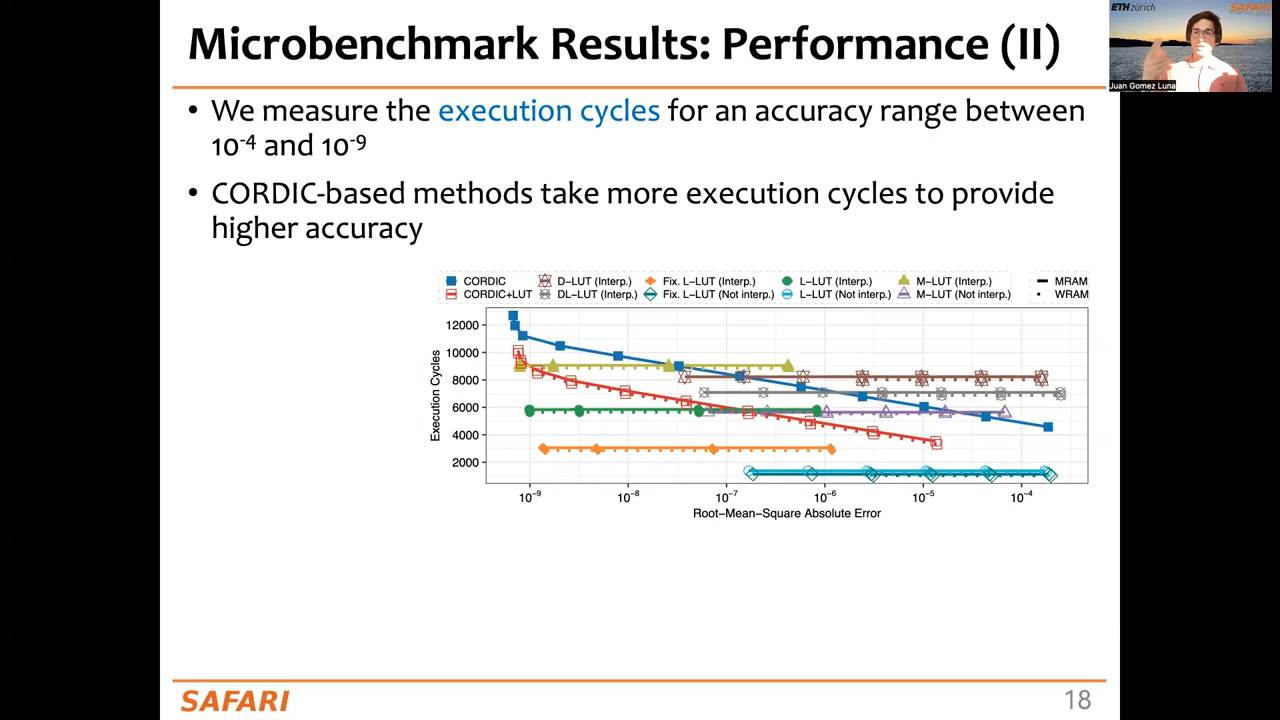 Microbenchmark Results: Performance (II)
ETH zürich
SAFARI
Juan Gomez Luna
• We measure the execution cycles for an accuracy range between
10⁻⁴ and 10⁻⁹
• CORDIC-based methods take more execution cycles to provide
higher accuracy
CORDIC D−LUT (Interp.) Fix. L−LUT (Interp.) L−LUT (Interp.) M−LUT (Interp.) MRAM
CORDIC+LUT DL−LUT (Interp.) Fix. L−LUT (Not interp.) L−LUT (Not interp.) M−LUT (Not interp.) WRAM
Execution Cycles
12000
10000
8000
6000
4000
2000
10⁻⁹ 10⁻⁸ 10⁻⁷ 10⁻⁶ 10⁻⁵ 10⁻⁴
Root−Mean−Square Absolute Error
SAFARI
18